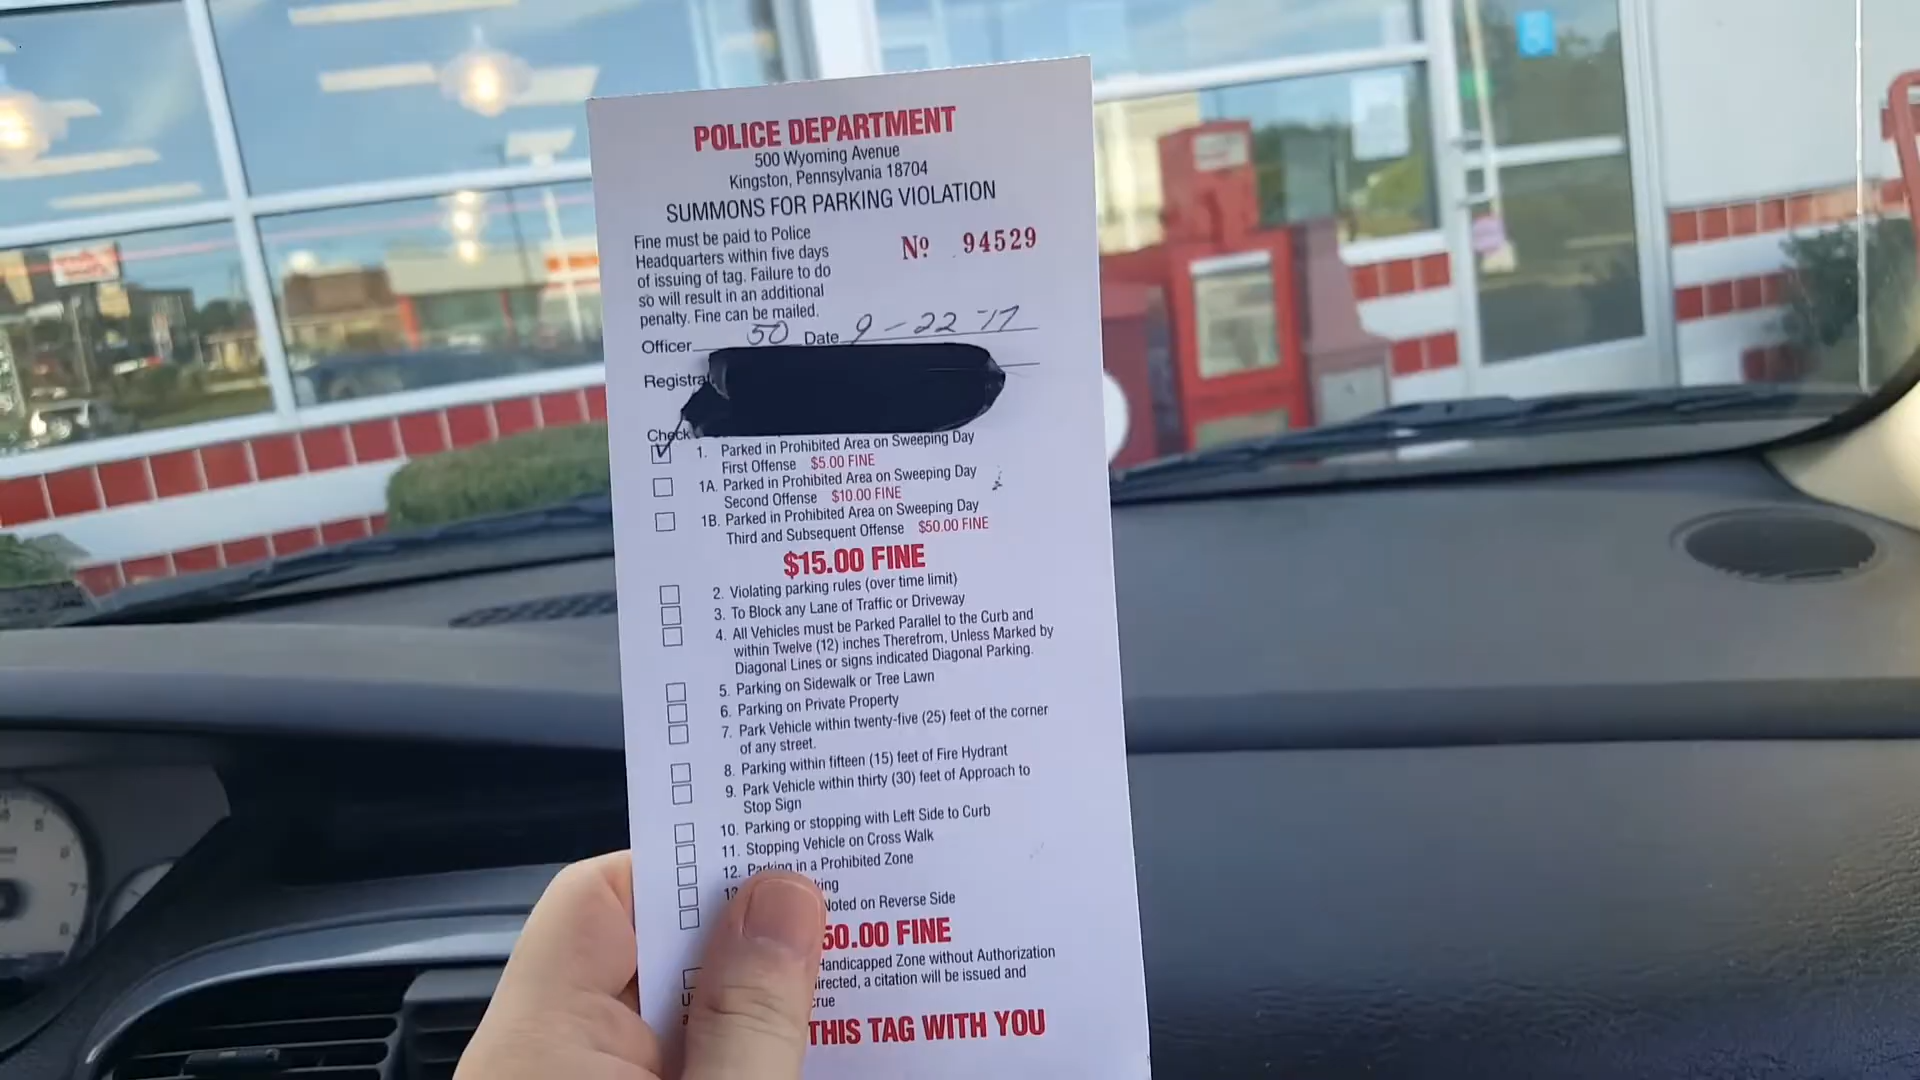 POLICE DEPARTMENT
500 Wyoming Avenue
Kingston, Pennsylvania 18704
SUMMONS FOR PARKING VIOLATION
Fine must be paid to Police
Headquarters within five days
of issuing of tag. Failure to do
so will result in an additional
penalty. Fine can be mailed.
Nº 94529
Officer 50 Date 9-22-17
Check
1. Parked in Prohibited Area on Sweeping Day
First Offense $5.00 FINE
1A. Parked in Prohibited Area on Sweeping Day
Second Offense $10.00 FINE
1B. Parked in Prohibited Area on Sweeping Day
Third and Subsequent Offense $50.00 FINE
$15.00 FINE
2. Violating parking rules (over time limit)
3. To Block any Lane of Traffic or Driveway
4. All Vehicles must be Parked Parallel to the Curb and
within Twelve (12) inches Therefrom, Unless Marked by
Diagonal Lines or signs indicated Diagonal Parking.
5. Parking on Sidewalk or Tree Lawn
6. Parking on Private Property
7. Park Vehicle within twenty-five (25) feet of the corner
of any street.
8. Parking within fifteen (15) feet of Fire Hydrant
9. Park Vehicle within thirty (30) feet of Approach to
Stop Sign
10. Parking or stopping with Left Side to Curb
11. Stopping Vehicle on Cross Walk
12. Parking in a Prohibited Zone
Noted on Reverse Side
50.00 FINE
Handicapped Zone without Authorization
a citation will be issued and
THIS TAG WITH YOU